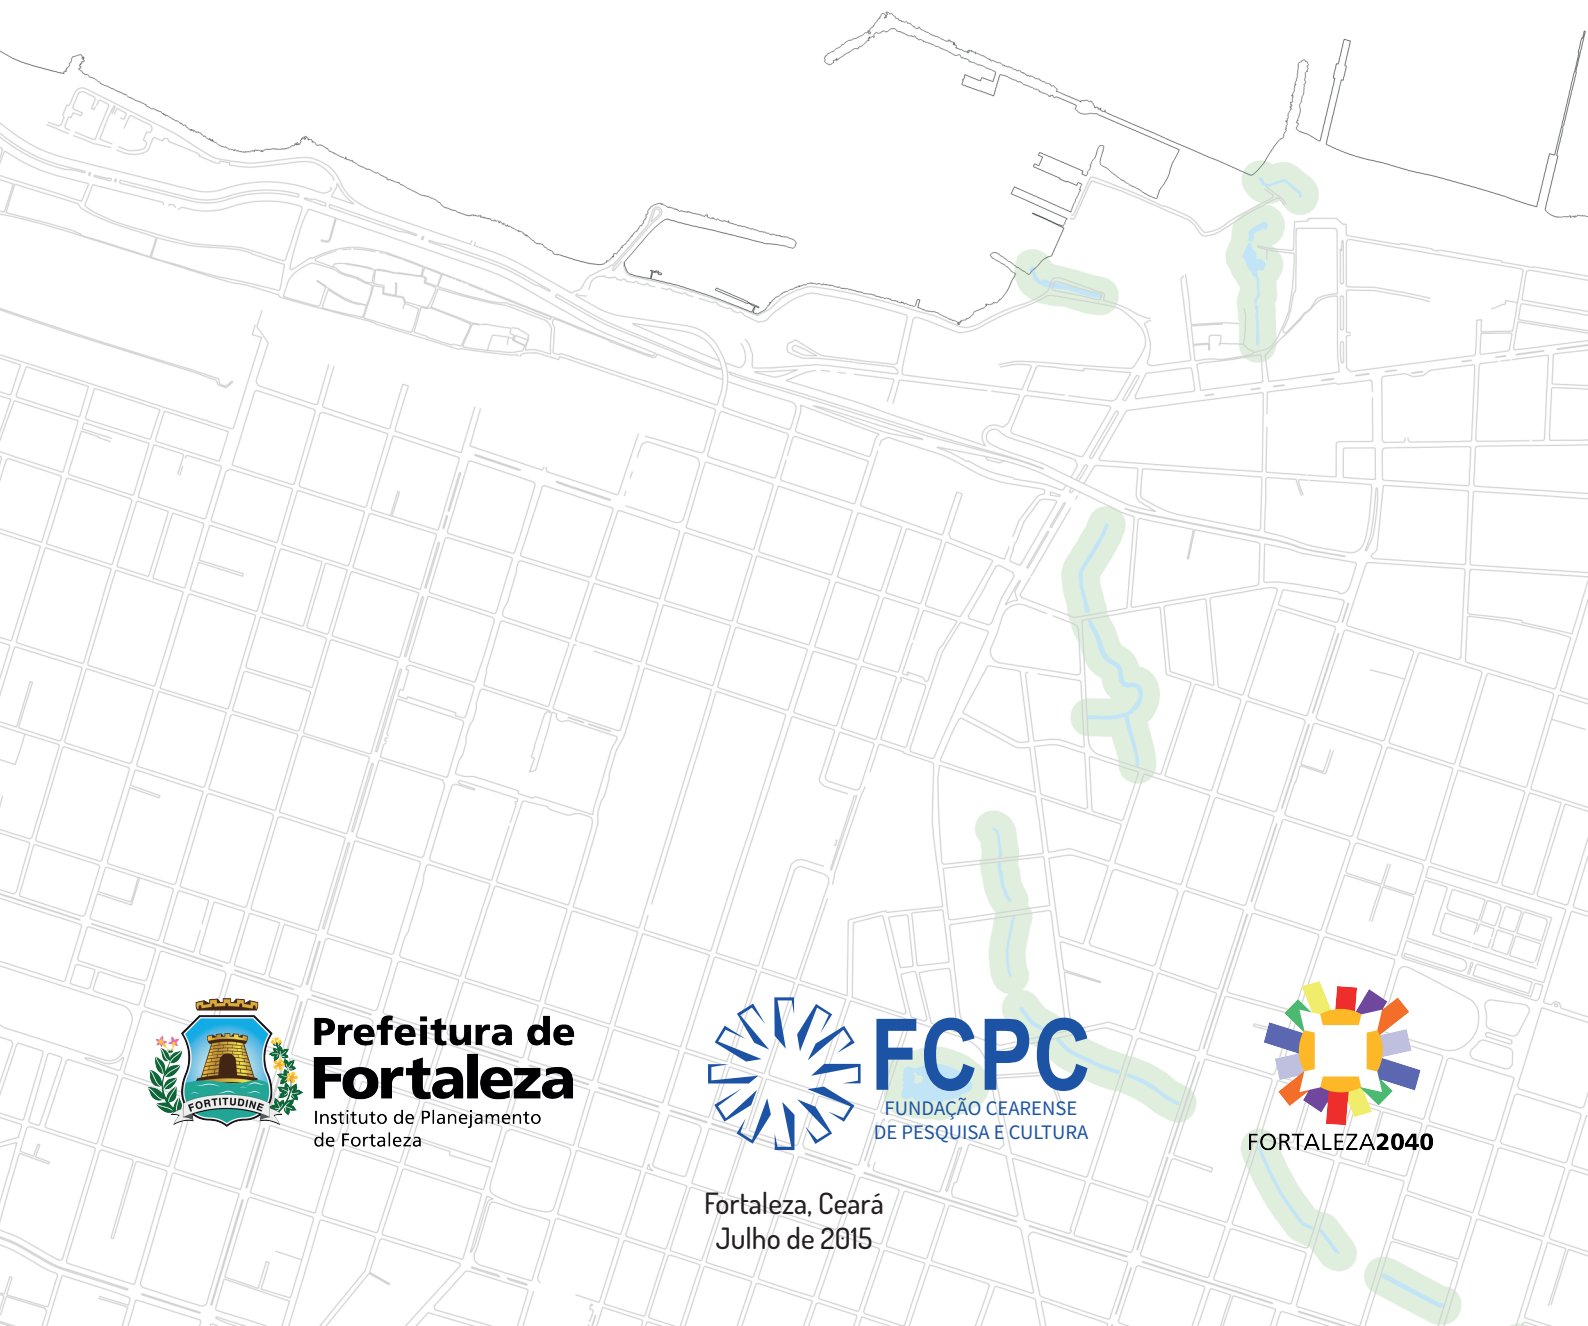 Prefeitura de
Fortaleza
Instituto de Planejamento
de Fortaleza
FORTITUDINE
FCPC
FUNDAÇÃO CEARENSE
DE PESQUISA E CULTURA
FORTALEZA2040
Fortaleza, Ceará
Julho de 2015